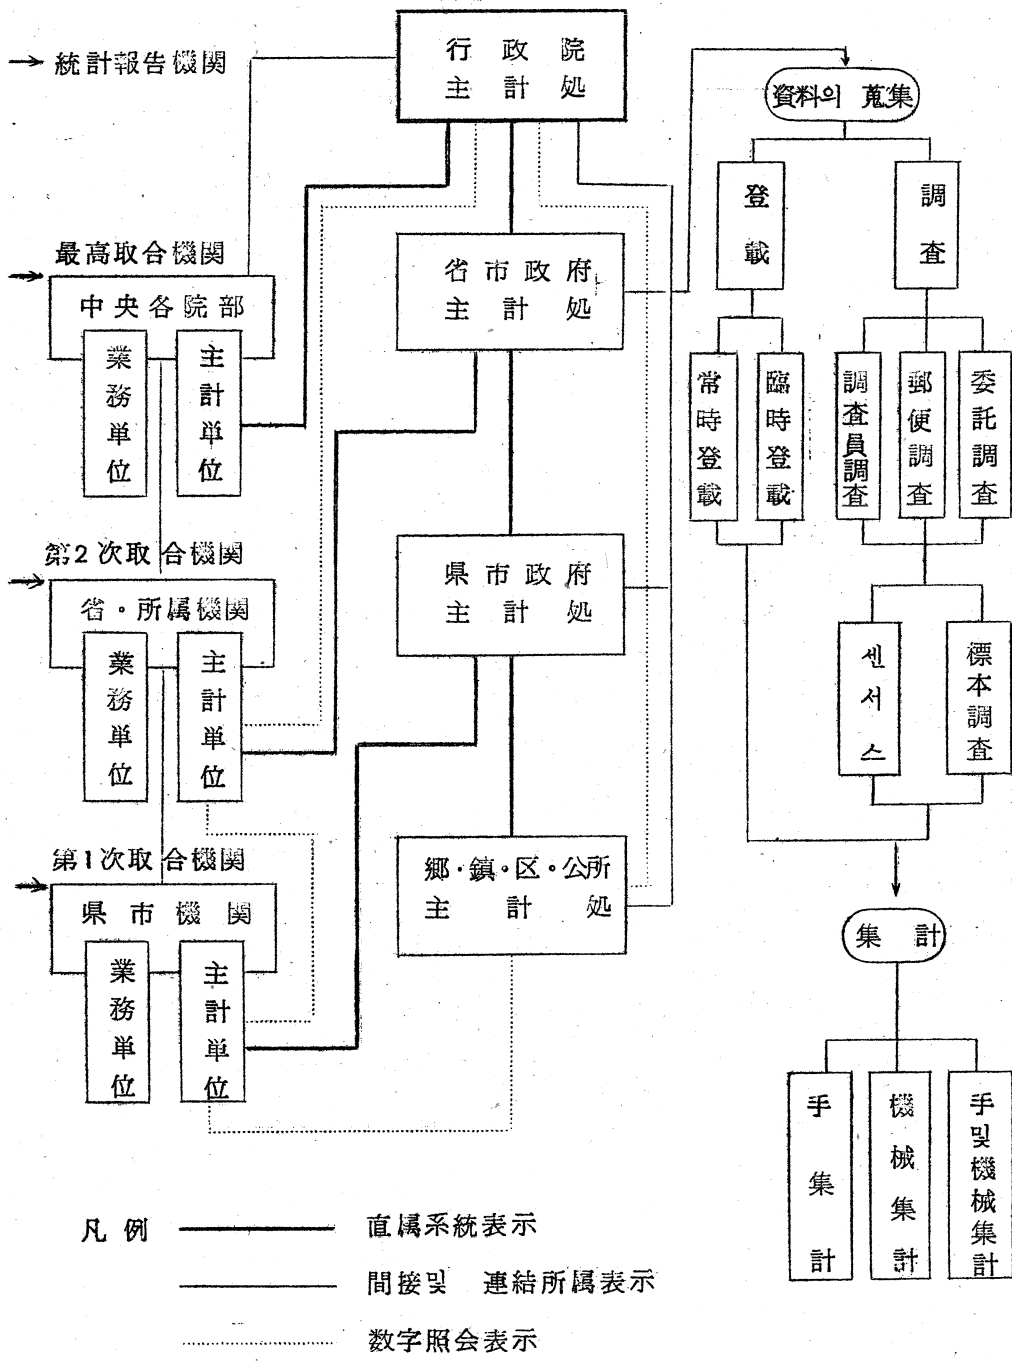 統計報告機関
行政院
主計処
最高取合機関
中央各院部
業務単位
主計単位
第2次取合機関
省・所属機関
業務単位
主計単位
第1次取合機関
県市機関
業務単位
主計単位
省市政府
主計処
県市政府
主計処
郷・鎮・区・公所
主計処
資料의 蒐集
登載
調査
常時登載
臨時登載
調査員調査
郵便調査
委託調査
센서스
標本調査
集計
手集計
機械集計
手및機械集計
凡例
直属系統表示
間接및 連結所属表示
数字照会表示